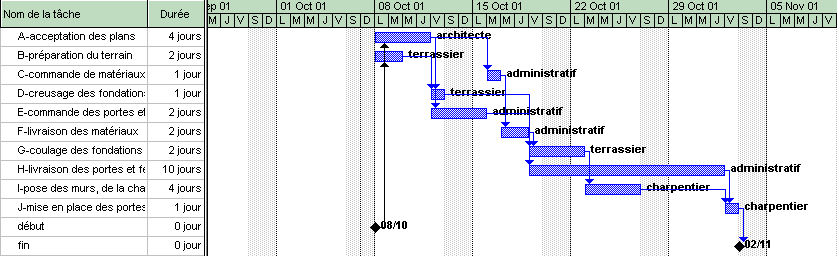 Nom de la tâche Durée
ep 01 01 Oct 01 08 Oct 01 15 Oct 01 22 Oct 01 29 Oct 01 05 Nov 01
M J V S D L M M J V S D L M M J V S D L M M J V S D L M M J V S D L M M J V S D L M M J V
A-acceptation des plans 4 jours architecte
B-préparation du terrain 2 jours terrassier
C-commande de matériaux 1 jour administratif
D-creusage des fondation 1 jour terrassier
E-commande des portes et 2 jours administratif
F-livraison des matériaux 2 jours administratif
G-coulage des fondations 2 jours terrassier
H-livraison des portes et fe 10 jours administratif
I-pose des murs, de la cha 4 jours charpentier
J-mise en place des portes 1 jour charpentier
début 0 jour 08/10
fin 0 jour 02/11